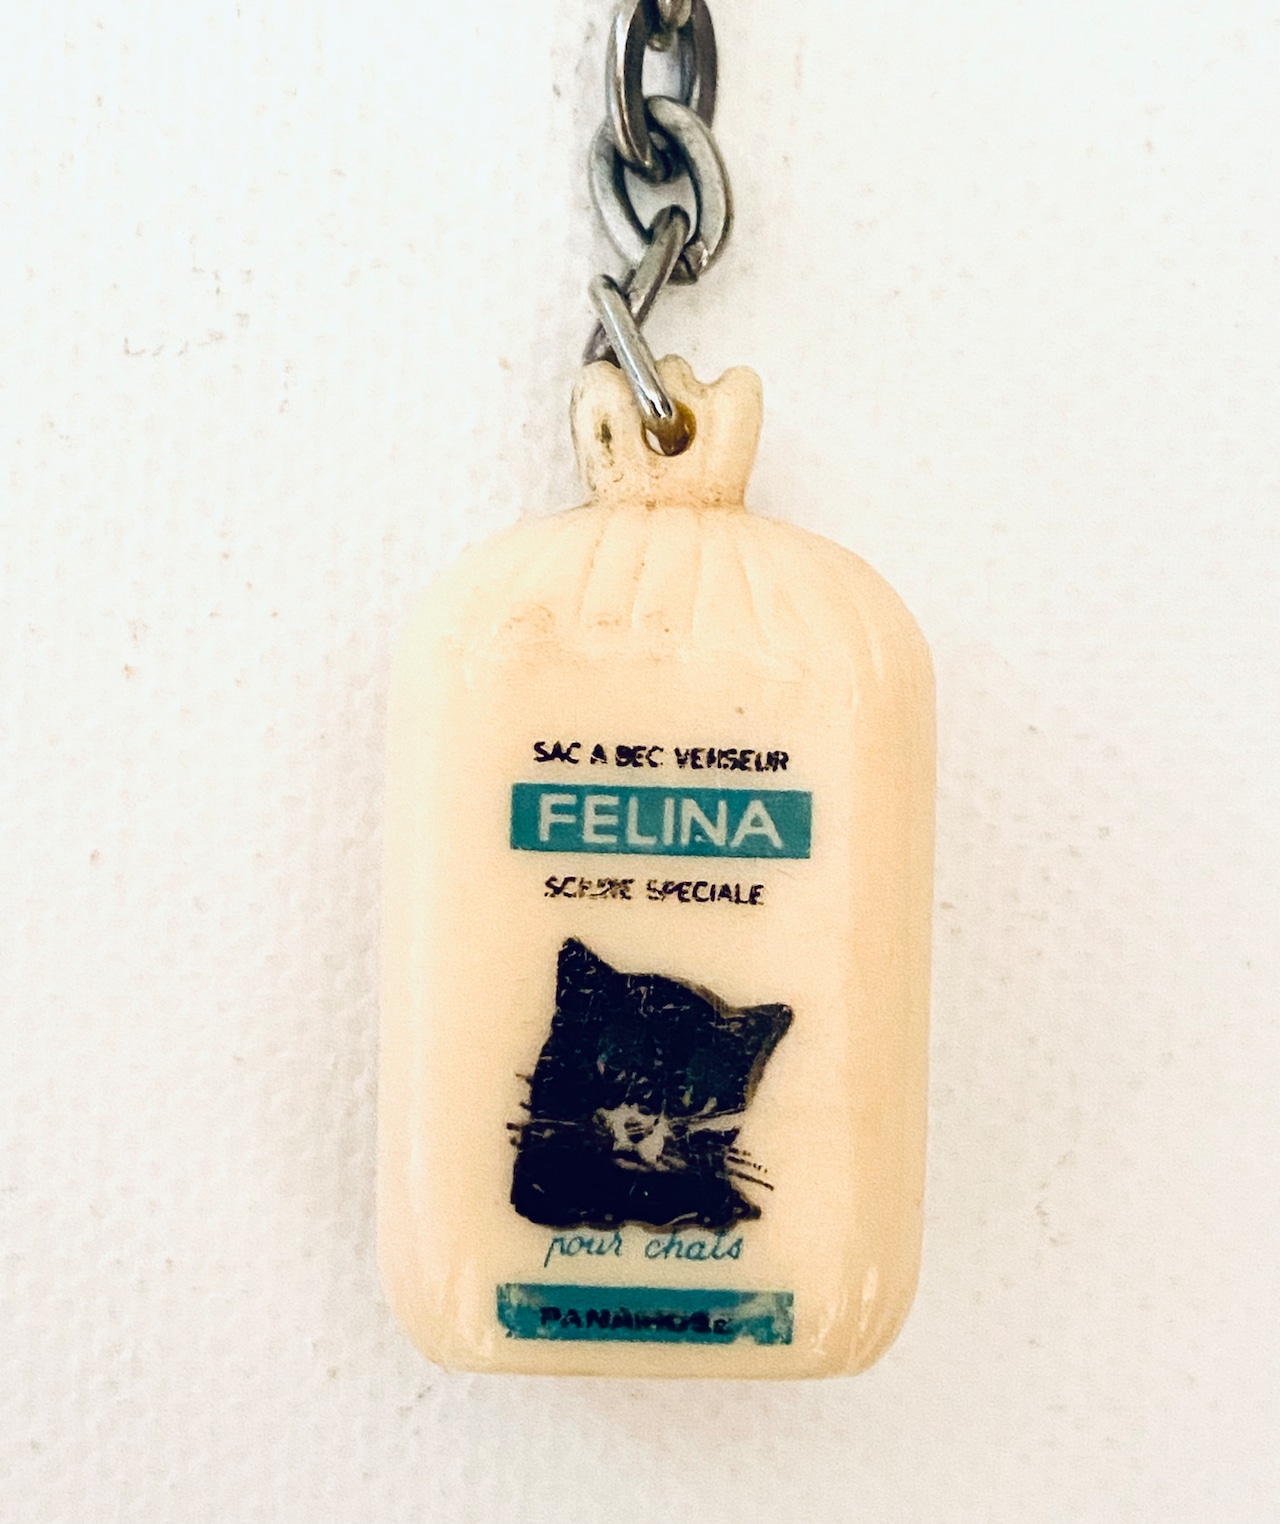 SAC A BEC VERSEUR
FELINA
SCIURE SPECIALE
pour chats